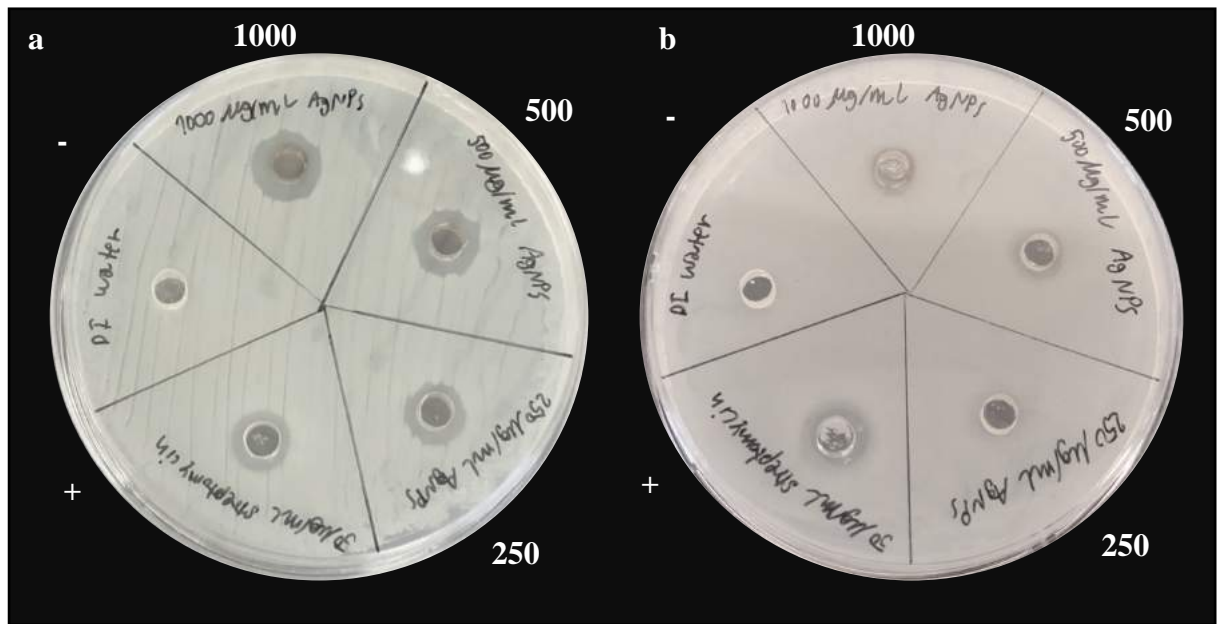 a
1000
500
250
+
-
1000 µg/mL AgNPs
500 µg/mL AgNPs
250 µg/mL AgNPs
30 µg/mL streptomycin
DI water
b
1000
500
250
+
-
1000 µg/mL AgNPs
500 µg/mL AgNPs
250 µg/mL AgNPs
30 µg/mL streptomycin
DI water